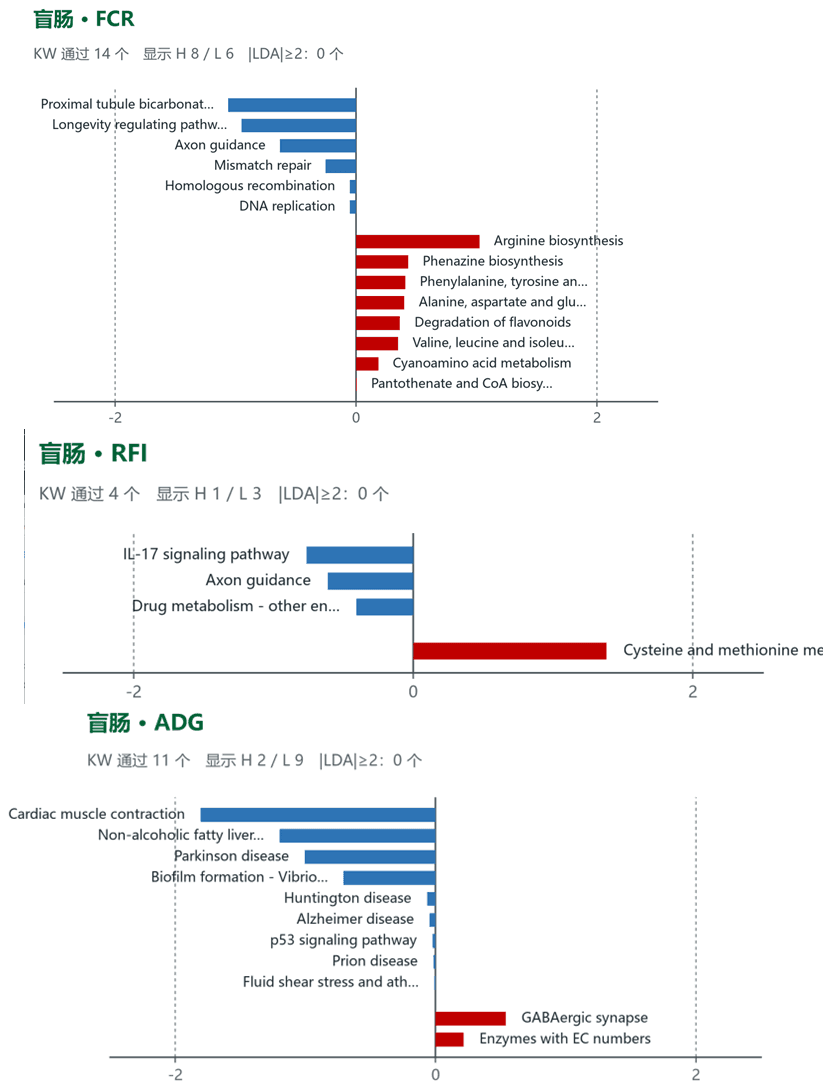 盲肠 • FCR
KW 通过 14 个 显示 H 8 / L 6 |LDA|≥2：0 个
Proximal tubule bicarbonat...
Longevity regulating pathw...
Axon guidance
Mismatch repair
Homologous recombination
DNA replication
Arginine biosynthesis
Phenazine biosynthesis
Phenylalanine, tyrosine an...
Alanine, aspartate and glu...
Degradation of flavonoids
Valine, leucine and isoleu...
Cyanoamino acid metabolism
Pantothenate and CoA biosy...
-2 0 2
盲肠 • RFI
KW 通过 4 个 显示 H 1 / L 3 |LDA|≥2：0 个
IL-17 signaling pathway
Axon guidance
Drug metabolism - other en...
Cysteine and methionine me
-2 0 2
盲肠 • ADG
KW 通过 11 个 显示 H 2 / L 9 |LDA|≥2：0 个
Cardiac muscle contraction
Non-alcoholic fatty liver...
Parkinson disease
Biofilm formation - Vibrio...
Huntington disease
Alzheimer disease
p53 signaling pathway
Prion disease
Fluid shear stress and ath...
GABAergic synapse
Enzymes with EC numbers
-2 0 2